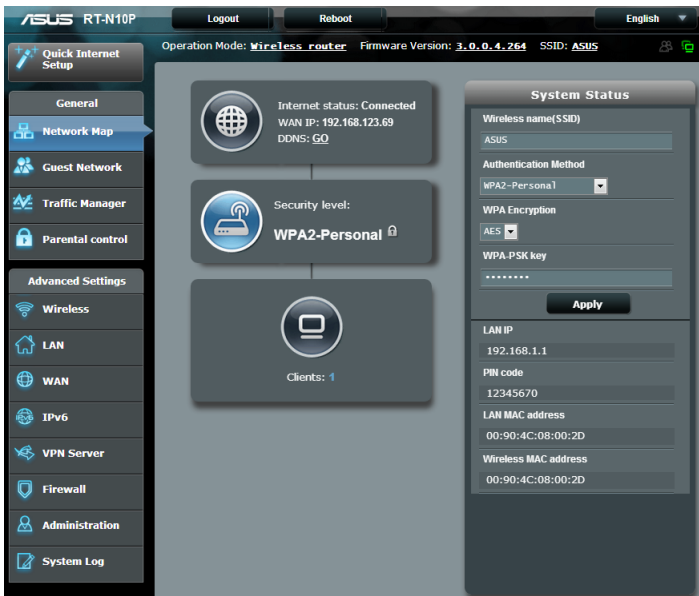 ASUS RT-N10P
Logout
Reboot
English
Quick Internet
Setup
Operation Mode: Wireless router Firmware Version: 3.0.0.4.264 SSID: ASUS
General
Network Map
Guest Network
Traffic Manager
Parental control
Advanced Settings
Wireless
LAN
WAN
IPv6
IPv6
VPN Server
Firewall
Administration
System Log
Internet status: Connected
WAN IP: 192.168.123.69
DDNS: GO
Security level:
WPA2-Personal
Clients: 1
System Status
Wireless name(SSID)
ASUS
Authentication Method
WPA2-Personal
WPA Encryption
AES
WPA-PSK key
········
Apply
LAN IP
192.168.1.1
PIN code
12345670
LAN MAC address
00:90:4C:08:00:2D
Wireless MAC address
00:90:4C:08:00:2D